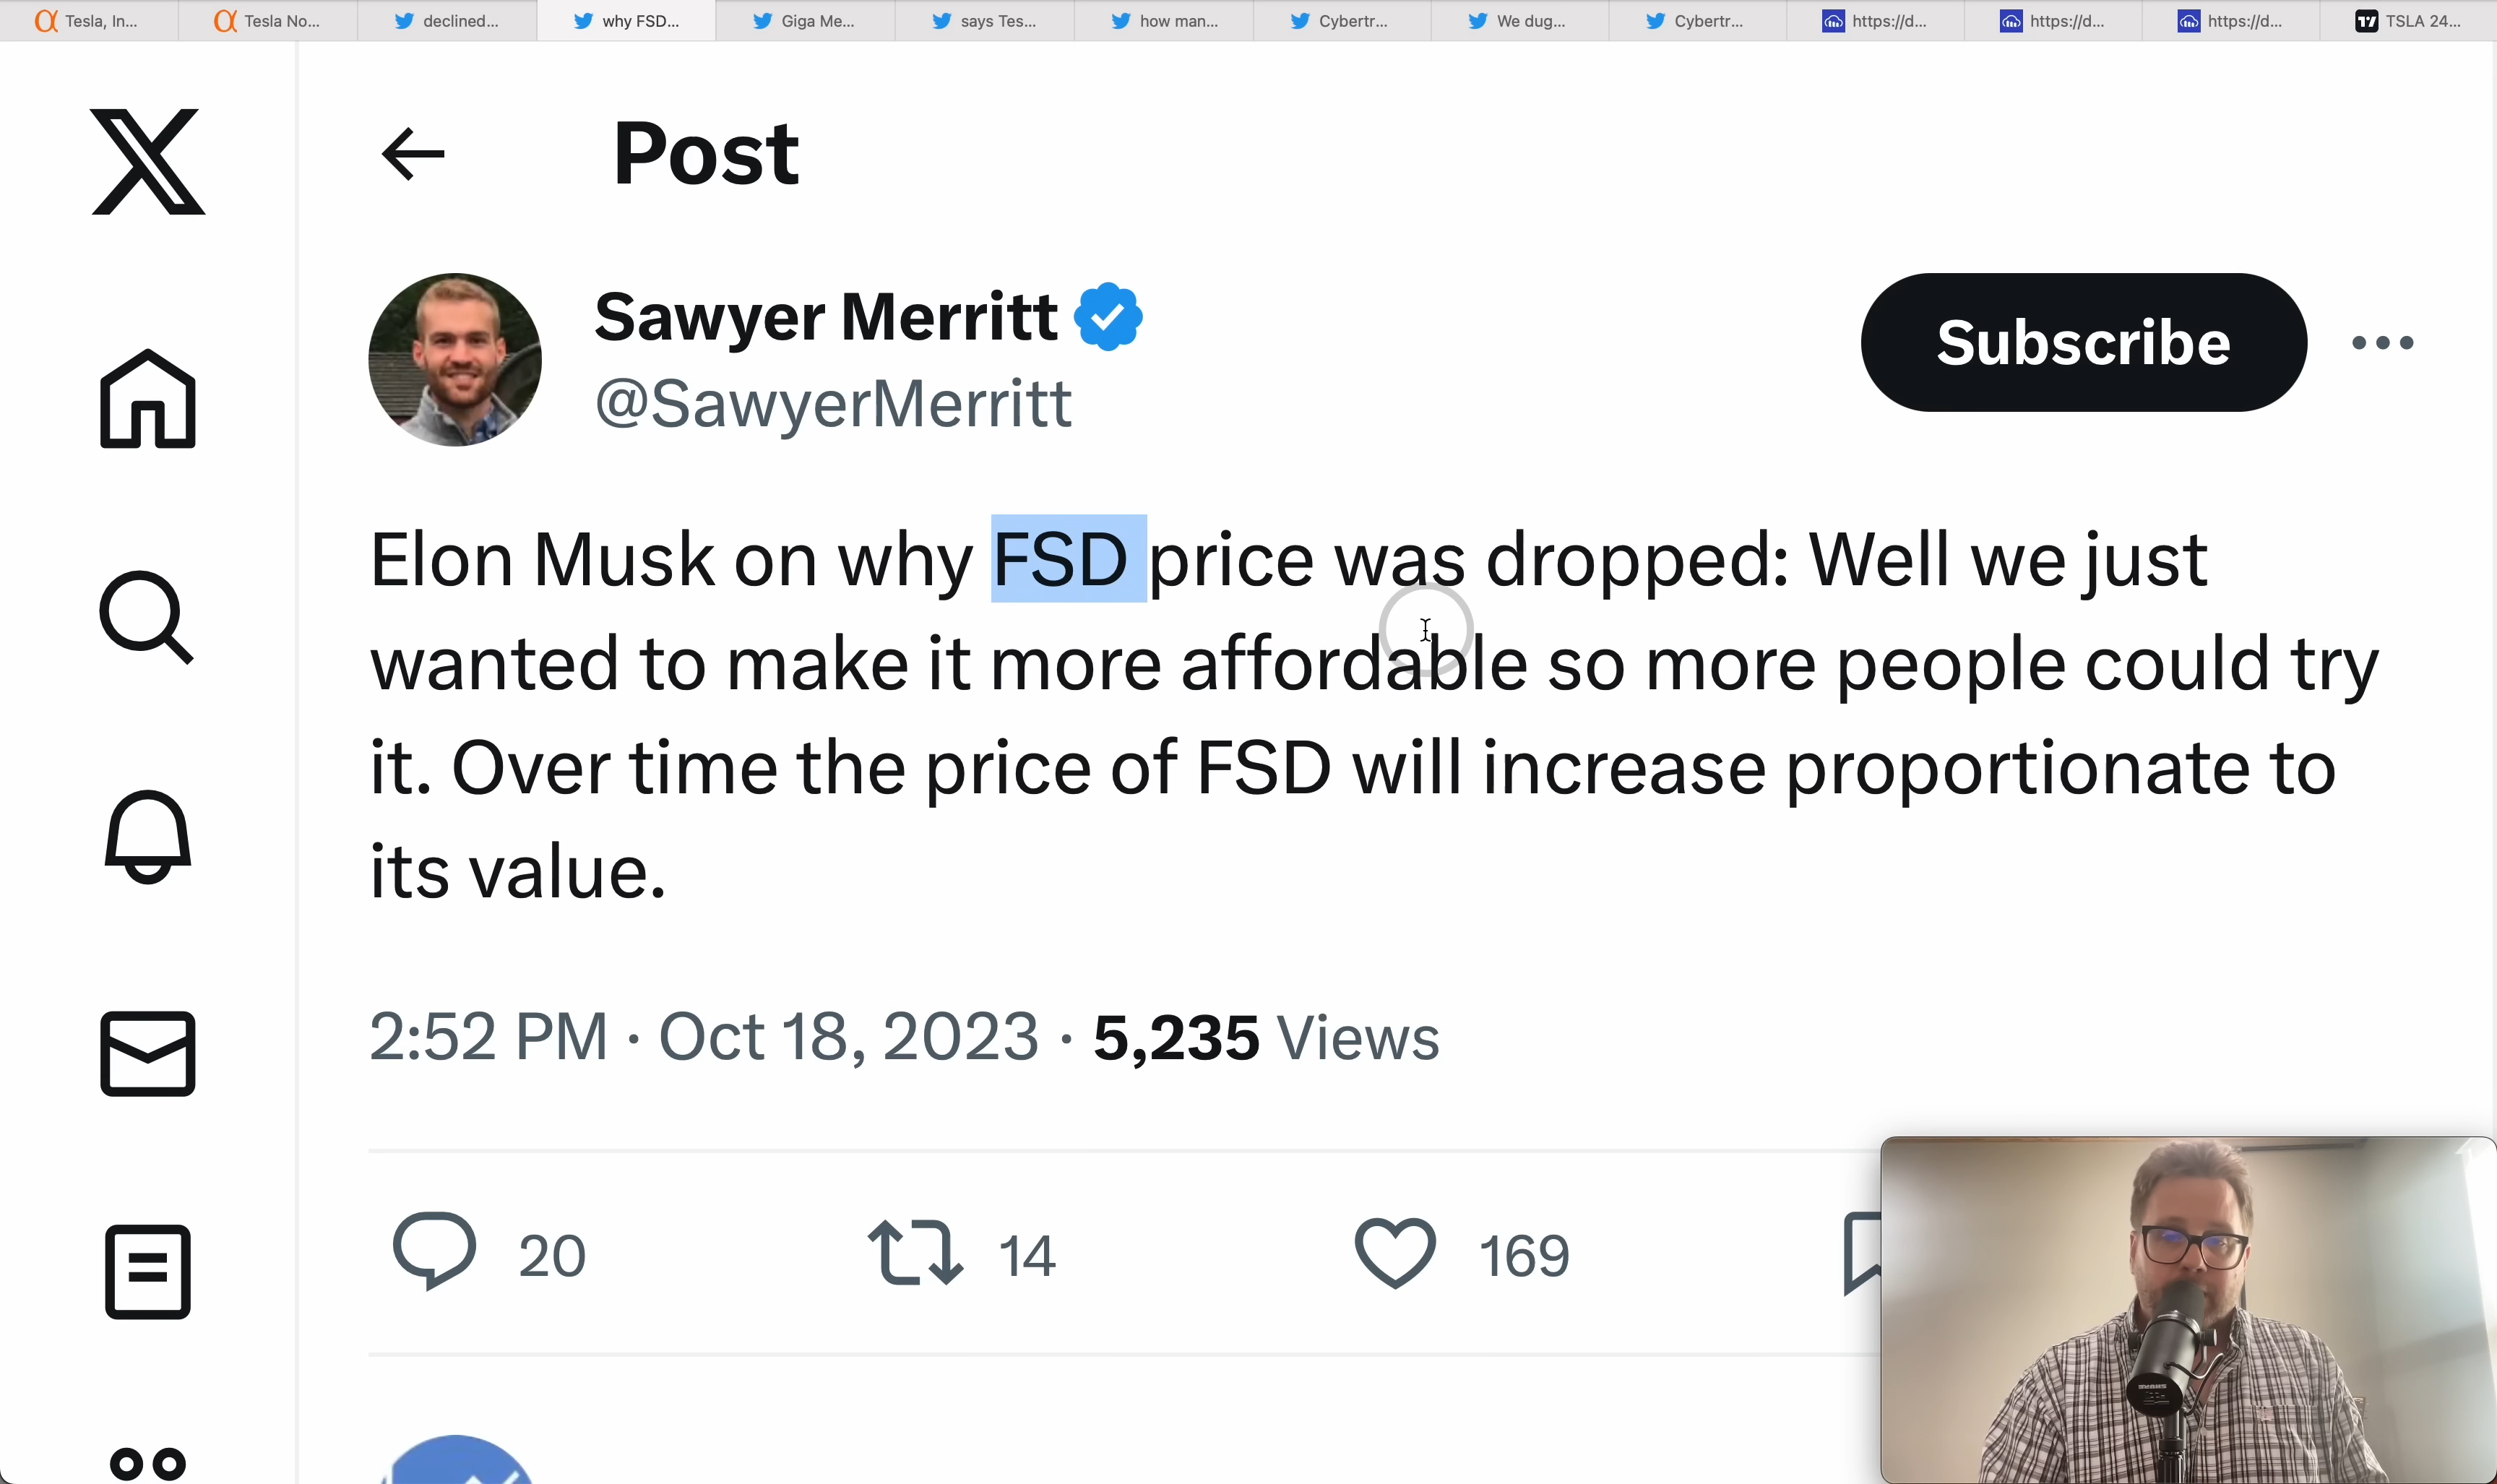 Tesla, In...
Tesla No...
declined...
why FSD...
Giga Me...
says Tes...
how man...
Cybertr...
We dug...
Cybertr...
https://d...
https://d...
https://d...
TSLA 24...
Post
Sawyer Merritt
@SawyerMerritt
Subscribe
Elon Musk on why FSD price was dropped: Well we just
wanted to make it more affordable so more people could try
it. Over time the price of FSD will increase proportionate to
its value.
2:52 PM · Oct 18, 2023 · 5,235 Views
20
14
169